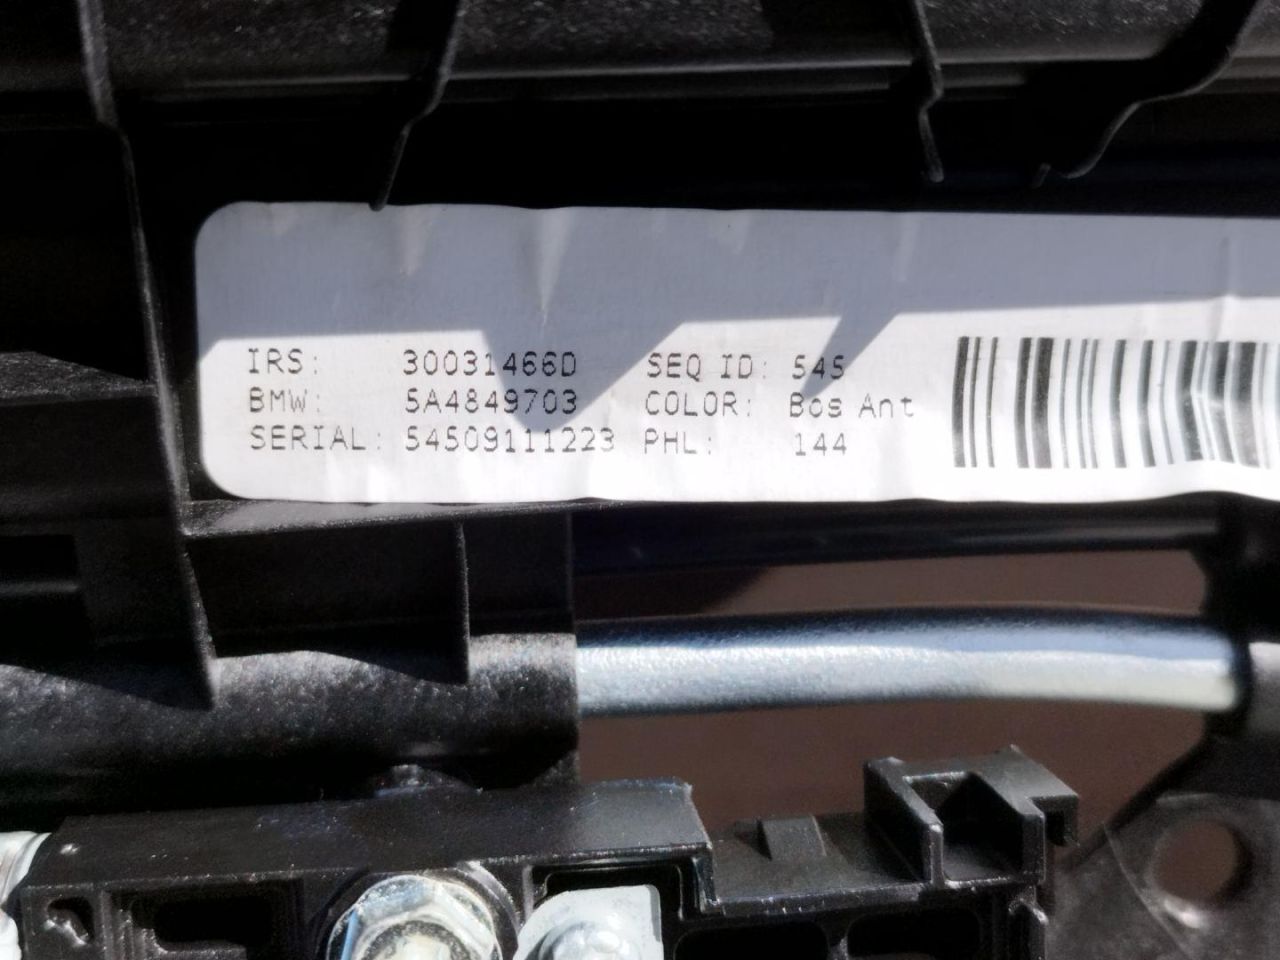 IRS: 30031466D SEQ ID: 545
BMW: 5A4849703 COLOR: Bos Ant
SERIAL: 54509111223 PHL: 144